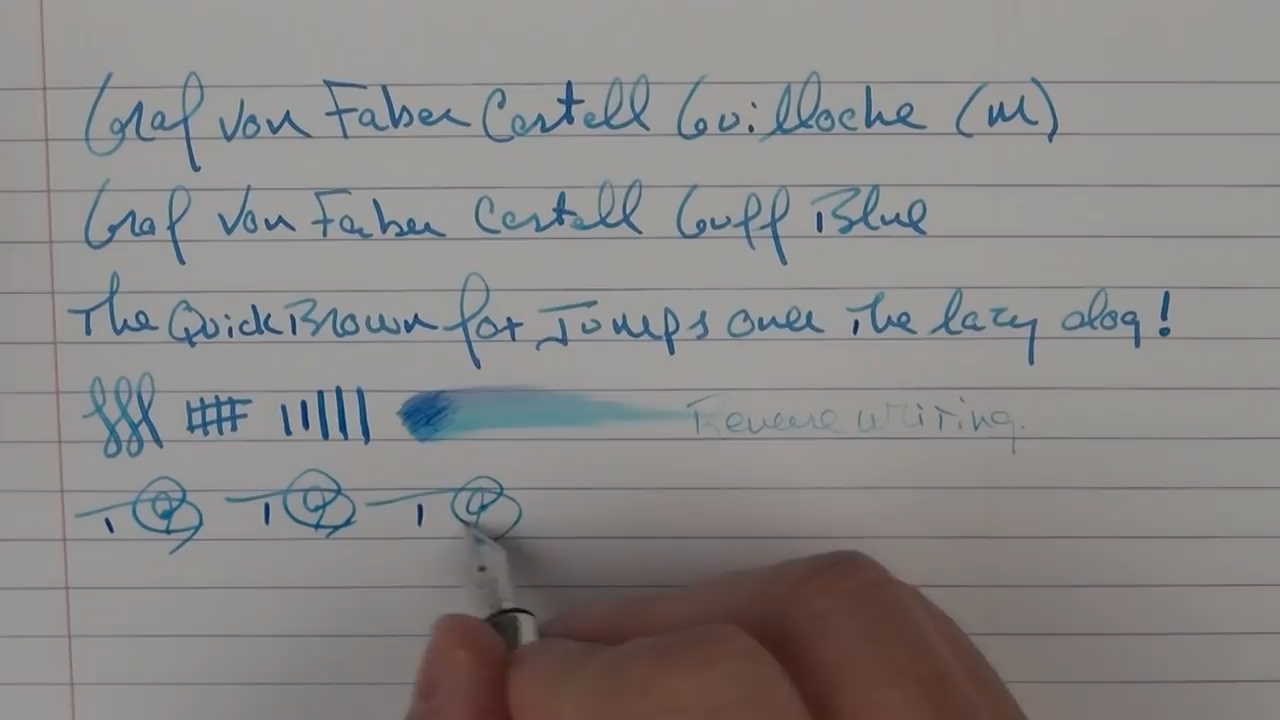 Graf von Faber Castell Guilloche (M)
Graf Von Faber Castell Gulf Blue
The Quick Brown fox Jumps over The lazy dog!
Reverse writing.